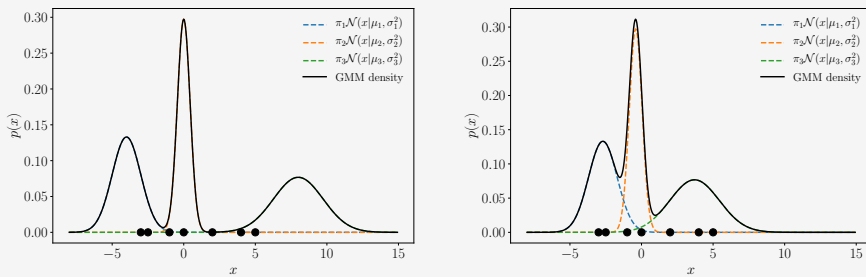 0.30
0.25
0.20
0.15
0.10
0.05
0.00
p(x)
−5
0
5
10
15
x
π₁𝒩(x|μ₁, σ₁²)
π₂𝒩(x|μ₂, σ₂²)
π₃𝒩(x|μ₃, σ₃²)
GMM density
0.30
0.25
0.20
0.15
0.10
0.05
0.00
p(x)
−5
0
5
10
15
x
π₁𝒩(x|μ₁, σ₁²)
π₂𝒩(x|μ₂, σ₂²)
π₃𝒩(x|μ₃, σ₃²)
GMM density